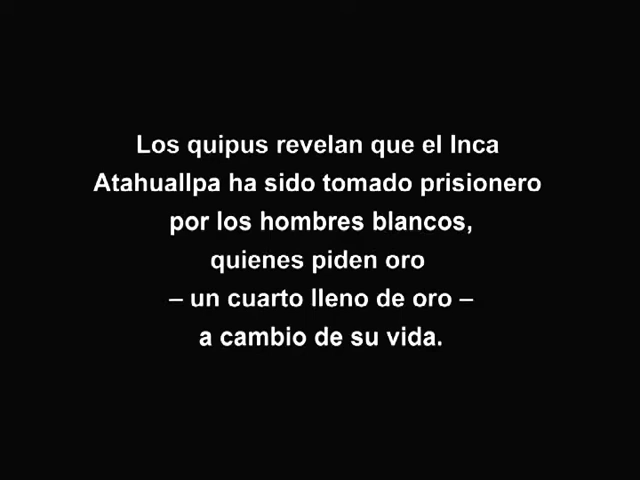 Los quipus revelan que el Inca
Atahuallpa ha sido tomado prisionero
por los hombres blancos,
quienes piden oro
– un cuarto lleno de oro –
a cambio de su vida.